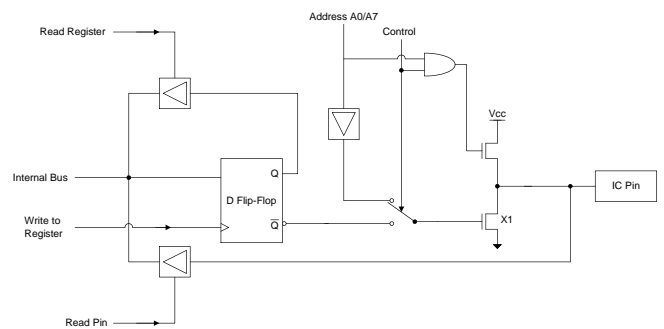 Address A0/A7
Read Register
Control
Vcc
Internal Bus
Q
D Flip-Flop
IC Pin
Write to
Register
Q
X1
Read Pin